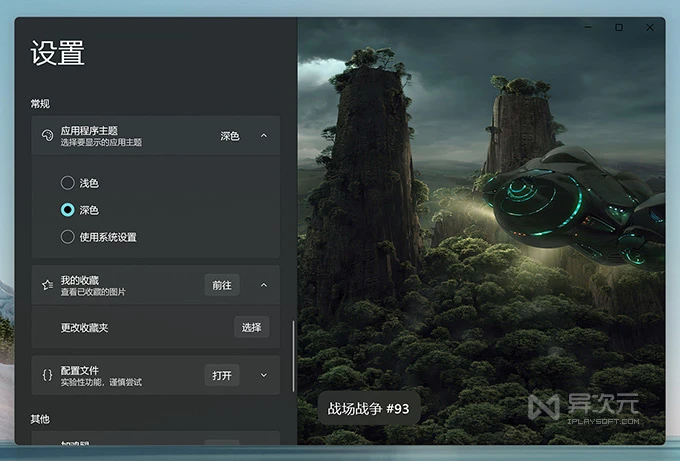 设置
常规
应用程序主题
选择要显示的应用主题
深色
浅色
深色
使用系统设置
我的收藏
查看已收藏的图片
前往
更改收藏夹
选择
配置文件
实验性功能，谨慎尝试
打开
其他
战场战争 #93
异次元
IPLAYSOFT.COM